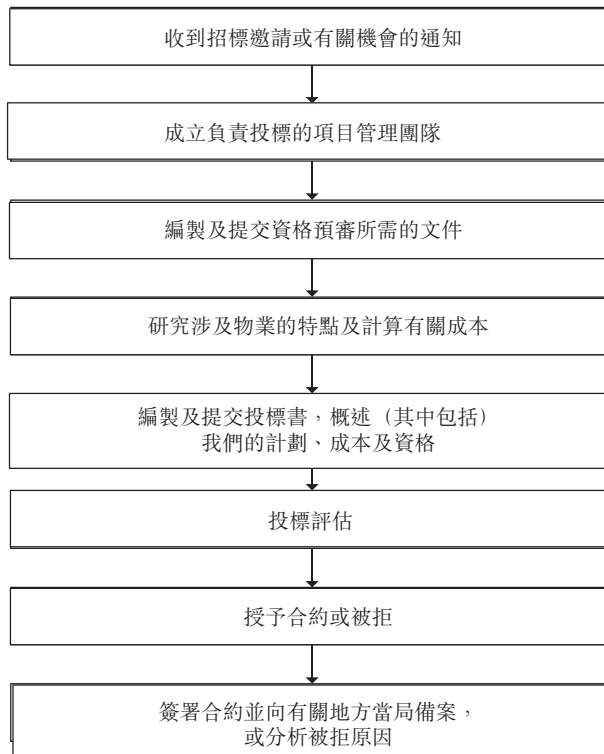 收到招標邀請或有關機會的通知
成立負責投標的項目管理團隊
編製及提交資格預審所需的文件
研究涉及物業的特點及計算有關成本
編製及提交投標書，概述（其中包括）
我們的計劃、成本及資格
投標評估
授予合約或被拒
簽署合約並向有關地方當局備案，
或分析被拒原因